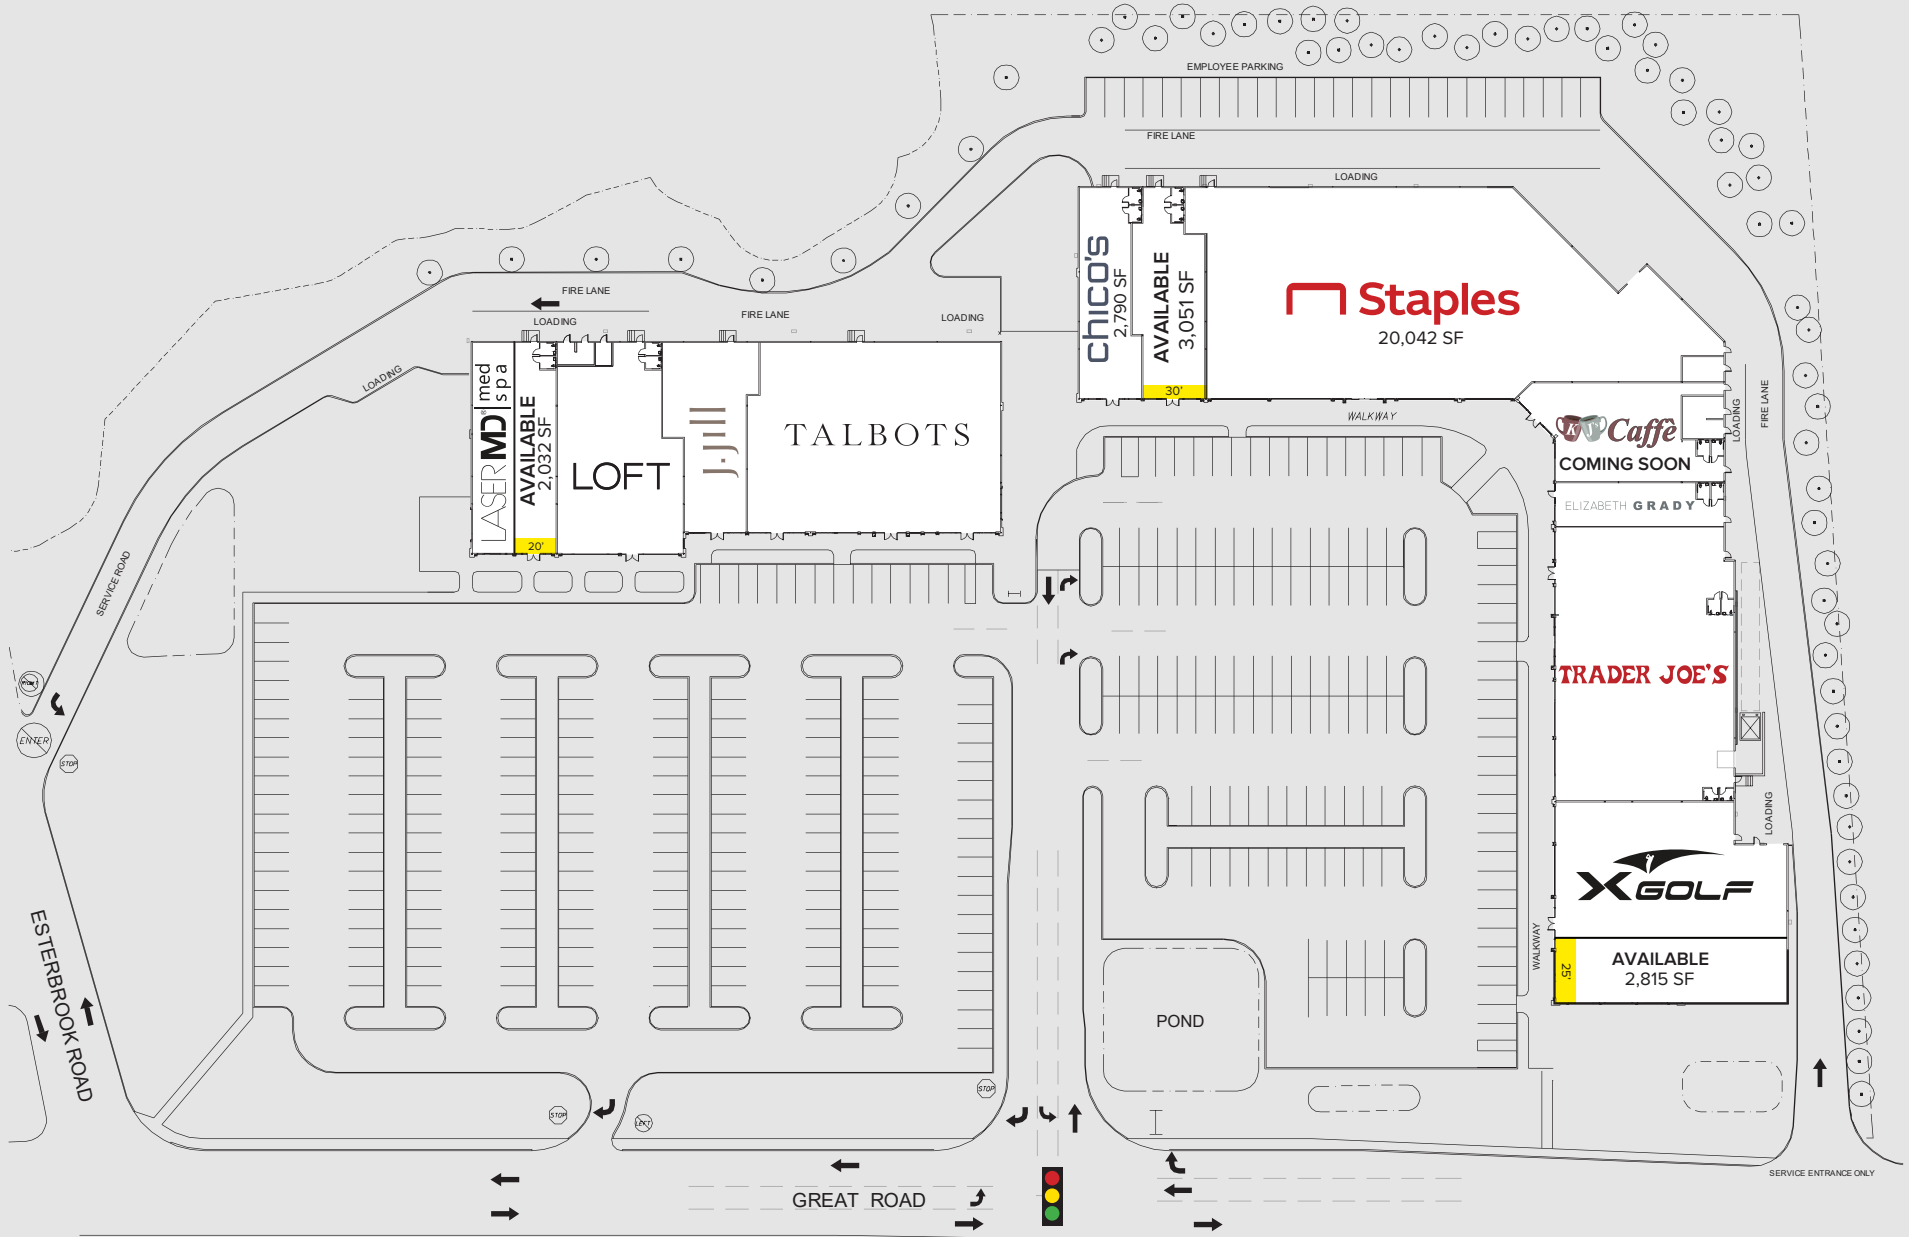 EMPLOYEE PARKING
FIRE LANE
LOADING
chico's
2,790 SF
AVAILABLE
3,051 SF
30'
Staples
20,042 SF
WALKWAY
FIRE LANE
LOADING
FIRE LANE
LOADING
LOADING
SERVICE ROAD
LASER MD med
spa
AVAILABLE
2,032 SF
20'
LOFT
J.Jill
TALBOTS
LOADING
FIRE LANE
KJ's Caffè
COMING SOON
ELIZABETH GRADY
TRADER JOE'S
LOADING
XGOLF
WALKWAY
25'
AVAILABLE
2,815 SF
ENTER
STOP
ESTERBROOK ROAD
POND
STOP
LEFT
STOP
GREAT ROAD
SERVICE ENTRANCE ONLY